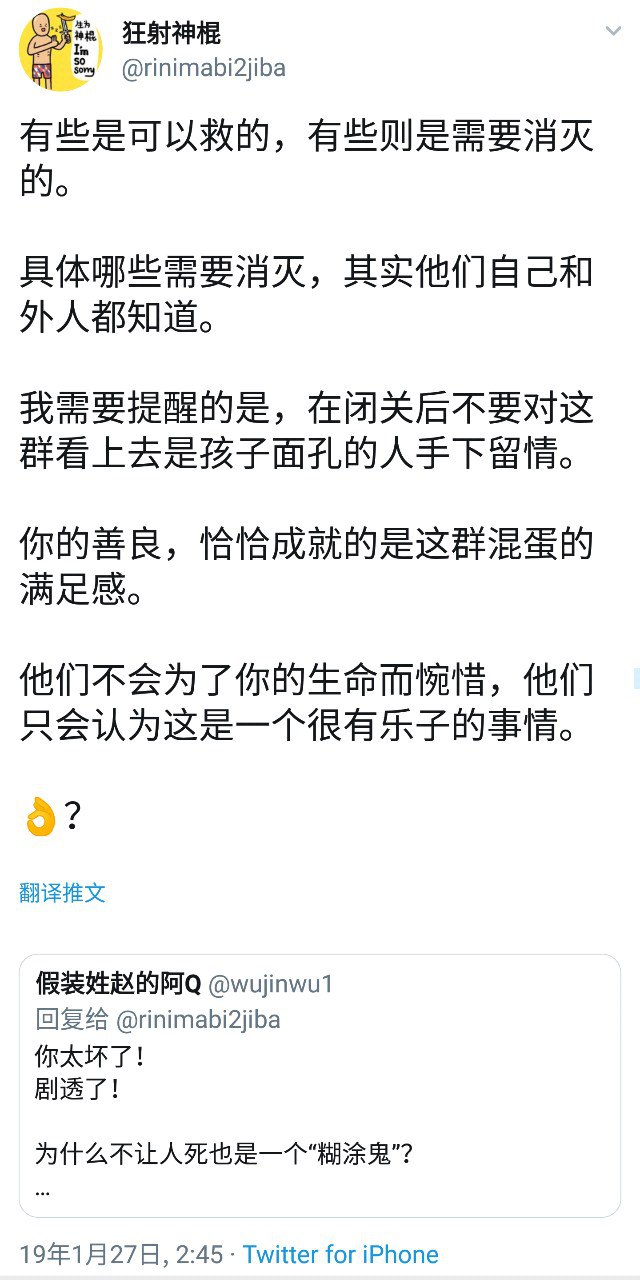 生为
神棍
I'm
so
sorry
狂射神棍
@rinimabi2jiba
有些是可以救的，有些则是需要消灭
的。
具体哪些需要消灭，其实他们自己和
外人都知道。
我需要提醒的是，在闭关后不要对这
群看上去是孩子面孔的人手下留情。
你的善良，恰恰成就的是这群混蛋的
满足感。
他们不会为了你的生命而惋惜，他们
只会认为这是一个很有乐子的事情。
👌？
翻译推文
假装姓赵的阿Q @wujinwu1
回复给 @rinimabi2jiba
你太坏了！
剧透了！
为什么不让人死也是一个“糊涂鬼”？
...
19年1月27日, 2:45 · Twitter for iPhone